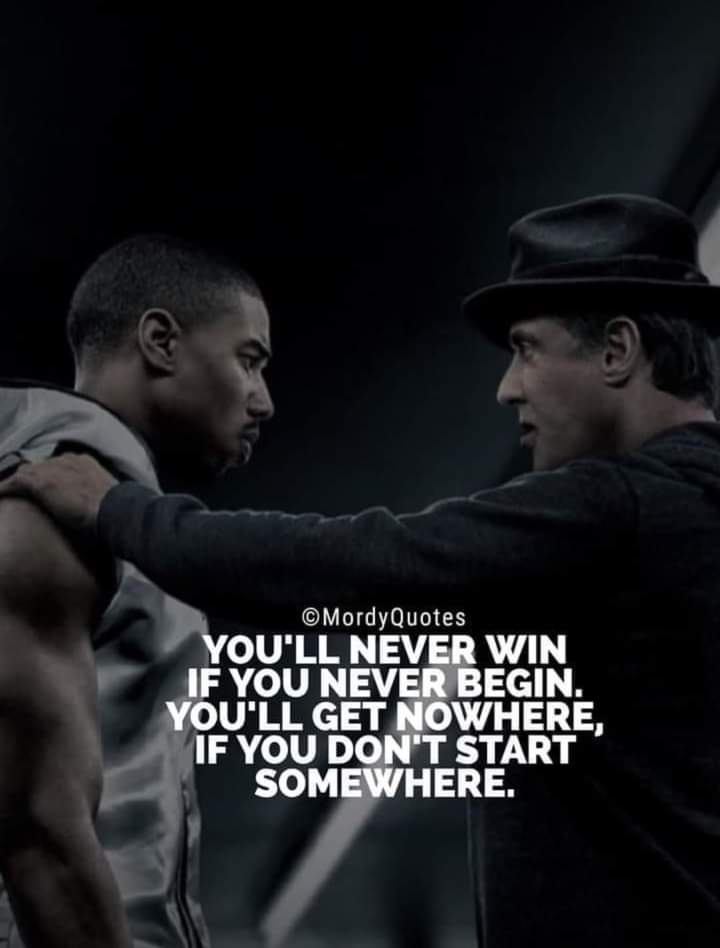 ©MordyQuotes
YOU'LL NEVER WIN
IF YOU NEVER BEGIN.
YOU'LL GET NOWHERE,
IF YOU DON'T START
SOMEWHERE.